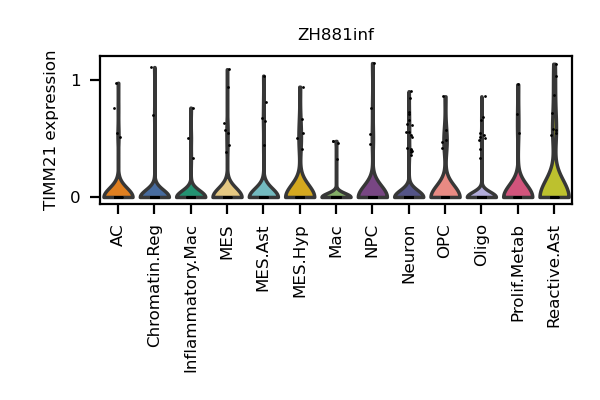 ZH881inf
TIMM21 expression
1
0
AC
Chromatin.Reg
Inflammatory.Mac
MES
MES.Ast
MES.Hyp
Mac
NPC
Neuron
OPC
Oligo
Prolif.Metab
Reactive.Ast